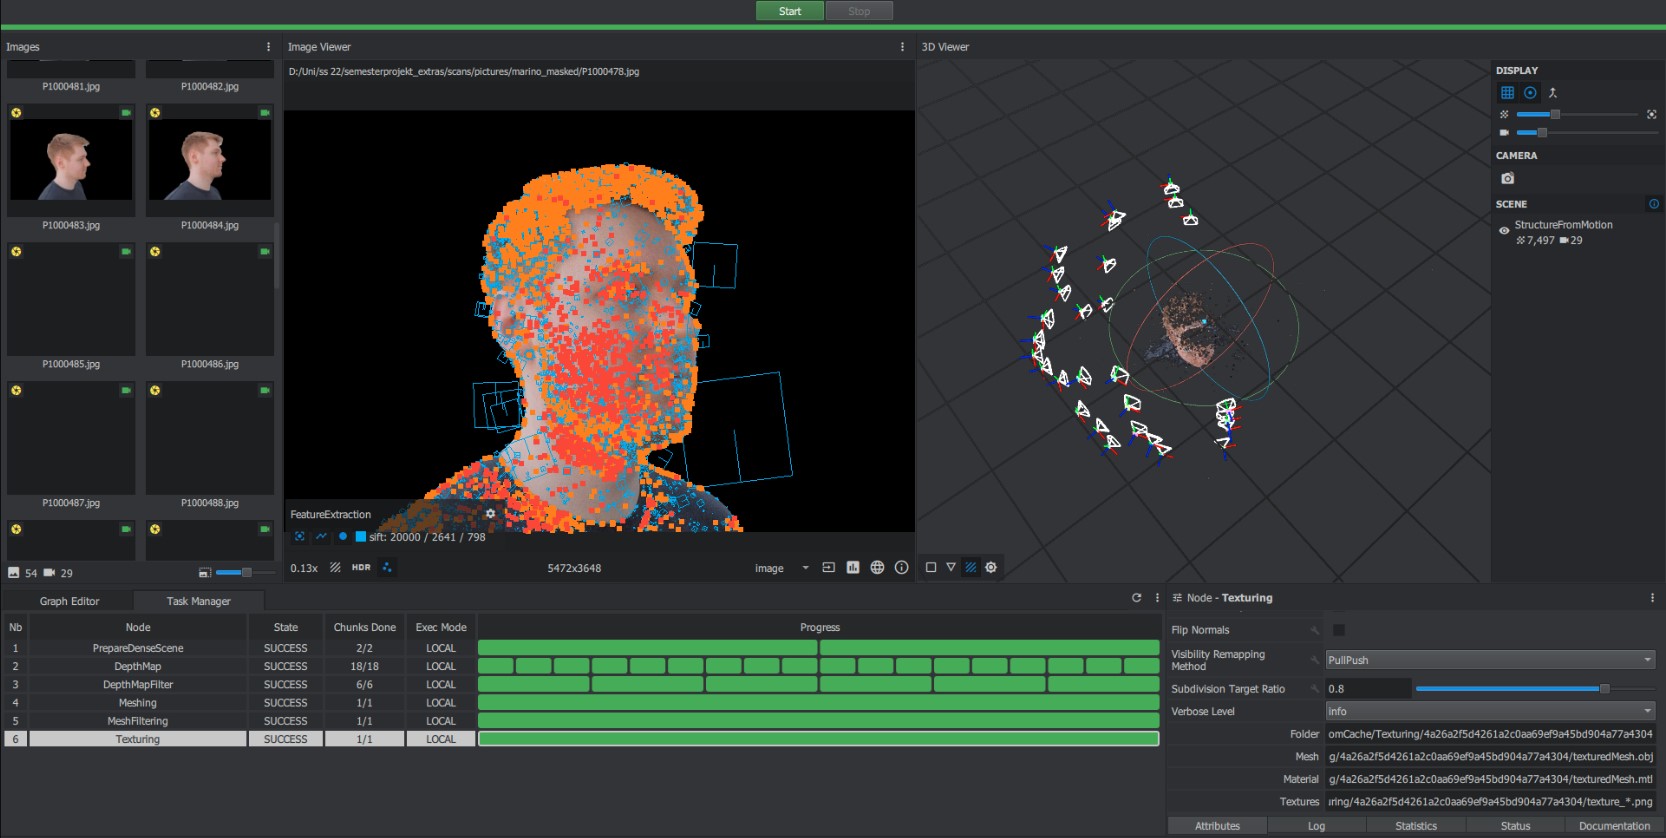 Start
Stop
Images
Image Viewer
3D Viewer
D:/Uni/ss 22/semesterprojekt_extras/scans/pictures/marino_masked/P1000478.jpg
P1000481.jpg
P1000482.jpg
P1000483.jpg
P1000484.jpg
P1000485.jpg
P1000486.jpg
P1000487.jpg
P1000488.jpg
54
29
FeatureExtraction
sift: 20000 / 2641 / 798
0.13x
HDR
5472x3648
image
DISPLAY
CAMERA
SCENE
StructureFromMotion
7,497
29
Graph Editor
Task Manager
Nb Node State Chunks Done Exec Mode Progress
1 PrepareDenseScene SUCCESS 2/2 LOCAL
2 DepthMap SUCCESS 18/18 LOCAL
3 DepthMapFilter SUCCESS 6/6 LOCAL
4 Meshing SUCCESS 1/1 LOCAL
5 MeshFiltering SUCCESS 1/1 LOCAL
6 Texturing SUCCESS 1/1 LOCAL
Node - Texturing
Flip Normals
Visibility Remapping
Method
PullPush
Subdivision Target Ratio
0.8
Verbose Level
info
Folder
omCache/Texturing/4a26a2f5d4261a2c0aa69ef9a45bd904a77a4304
Mesh
g/4a26a2f5d4261a2c0aa69ef9a45bd904a77a4304/texturedMesh.obj
Material
g/4a26a2f5d4261a2c0aa69ef9a45bd904a77a4304/texturedMesh.mtl
Textures
ring/4a26a2f5d4261a2c0aa69ef9a45bd904a77a4304/texture_*.png
Attributes
Log
Statistics
Status
Documentation